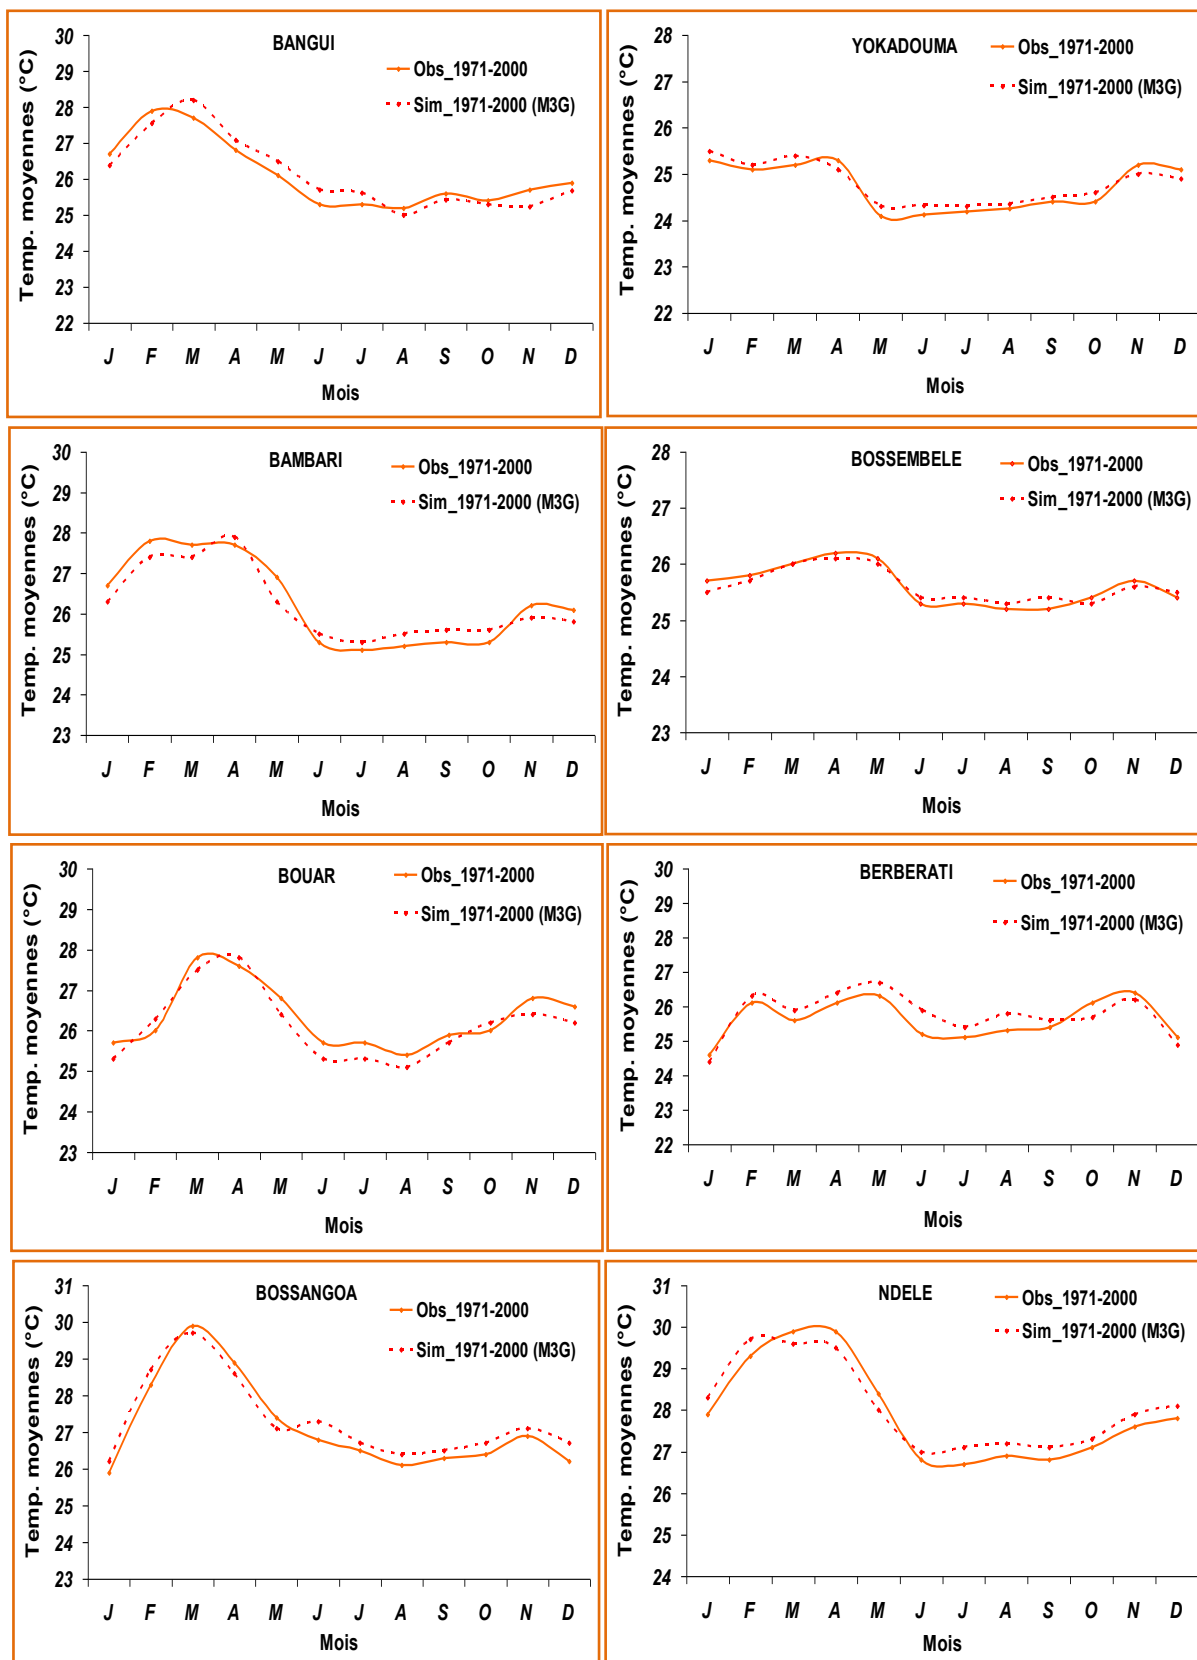 BANGUI
Obs_1971-2000
Sim_1971-2000 (M3G)
Temp. moyennes (°C)
30
29
28
27
26
25
24
23
22
J F M A M J J A S O N D
Mois
YOKADOUMA
Obs_1971-2000
Sim_1971-2000 (M3G)
Temp. moyennes (°C)
28
27
26
25
24
23
22
J F M A M J J A S O N D
Mois
BAMBARI
Obs_1971-2000
Sim_1971-2000 (M3G)
Temp. moyennes (°C)
30
29
28
27
26
25
24
23
J F M A M J J A S O N D
Mois
BOSSEMBELE
Obs_1971-2000
Sim_1971-2000 (M3G)
Temp. moyennes (°C)
28
27
26
25
24
23
J F M A M J J A S O N D
Mois
BOUAR
Obs_1971-2000
Sim_1971-2000 (M3G)
Temp. moyennes (°C)
30
29
28
27
26
25
24
23
J F M A M J J A S O N D
Mois
BERBERATI
Obs_1971-2000
Sim_1971-2000 (M3G)
Temp. moyennes (°C)
30
29
28
27
26
25
24
23
22
J F M A M J J A S O N D
Mois
BOSSANGOA
Obs_1971-2000
Sim_1971-2000 (M3G)
Temp. moyennes (°C)
31
30
29
28
27
26
25
24
23
J F M A M J J A S O N D
Mois
NDELE
Obs_1971-2000
Sim_1971-2000 (M3G)
Temp. moyennes (°C)
31
30
29
28
27
26
25
24
J F M A M J J A S O N D
Mois